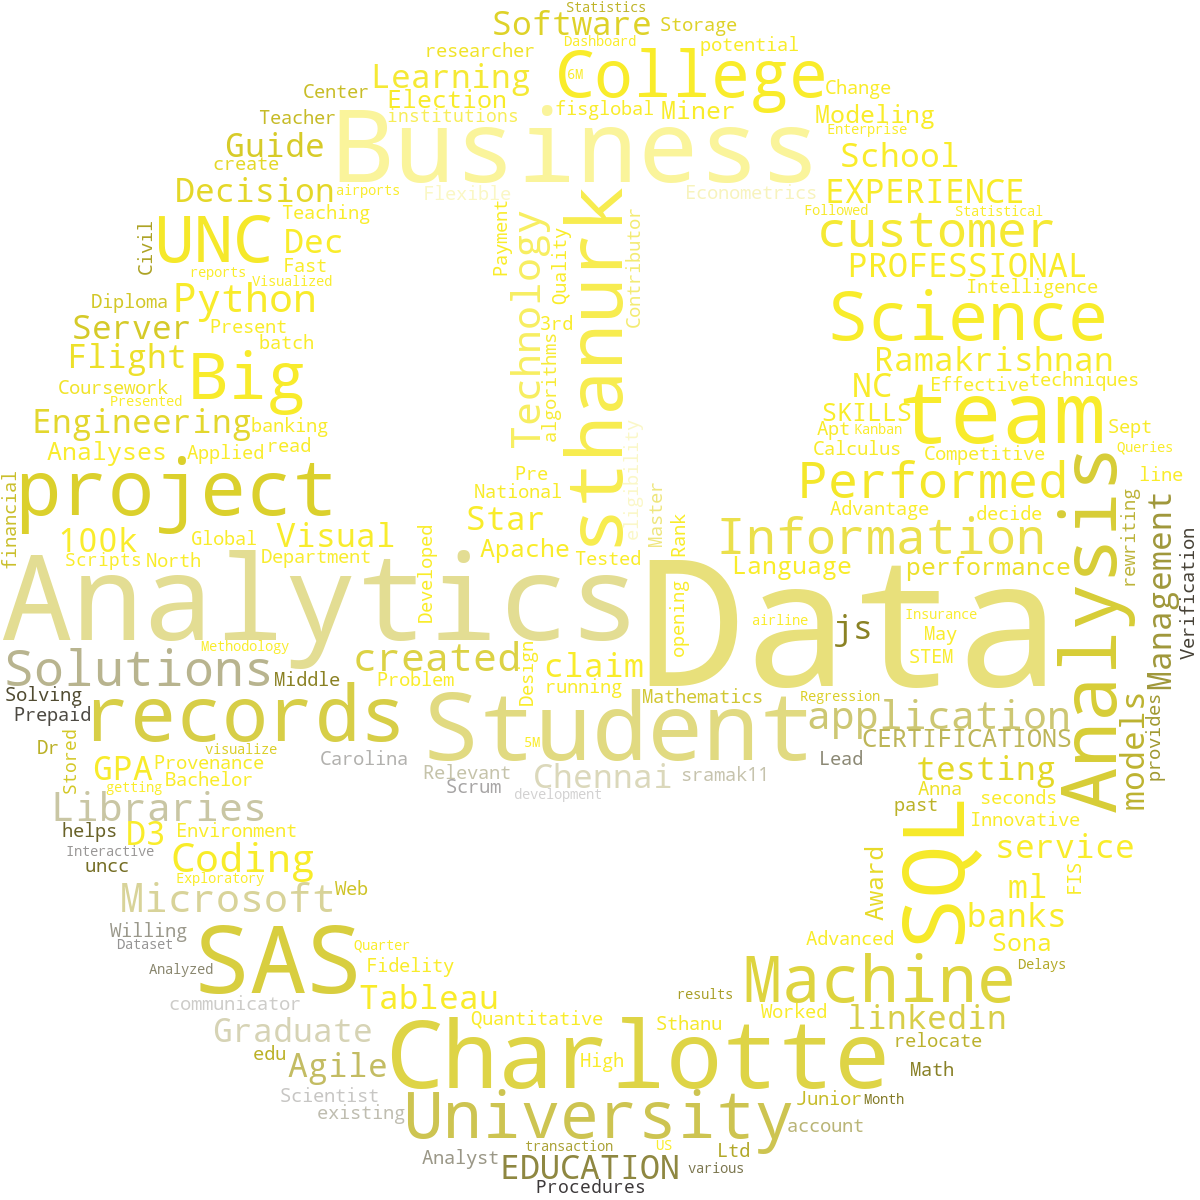 Statistics
Software
Storage
Dashboard
potential
researcher
College
Learning
6M
Change
Center
Election
fisglobal
Miner
Modeling
Teacher
institutions
Enterprise
Guide
Business
School
create
Decision
airports
Flexible
Econometrics
EXPERIENCE
Teaching
Followed
Statistical
UNC
Civil
Dec
Payment
Technology
Quality
sthanurk
Contributor
customer
Fast
PROFESSIONAL
reports
Visualized
Intelligence
Diploma
Python
Science
Server
Present
3rd
batch
algorithms
Flight
Ramakrishnan
Big
Coursework
NC
Effective
techniques
Presented
SKILLS
team
Engineering
banking
Apt
Kanban
Sept
Analyses
Applied
read
eligibility
Calculus
Competitive
Queries
project
Pre
line
financial
National
Performed
Master
Advantage
decide
Analysis
rewriting
Management
Verification
100k
Global
Visual
Star
Rank
Information
Scripts
North
Department
Developed
Apache
Tested
Language
performance
Analytics
Data
opening
airline
Insurance
js
May
Methodology
STEM
Solutions
created
Design
claim
Solving
Middle
Problem
running
Mathematics
Regression
Prepaid
records
Student
application
models
provides
Dr
visualize
CERTIFICATIONS
Stored
GPA
Provenance
Carolina
5M
Lead
testing
Bachelor
Relevant
Chennai
sramak11
getting
Scrum
development
Anna
seconds
Libraries
past
Innovative
helps
D3
Environment
SQL
service
Interactive
uncc
Coding
Exploratory
Award
FIS
ml
Microsoft
Web
banks
Willing
Dataset
SAS
Quarter
Advanced
Sona
Analyzed
Fidelity
Delays
Machine
communicator
Tableau
results
Graduate
Quantitative
Sthanu
Worked
linkedin
edu
Charlotte
relocate
Agile
High
Math
Scientist
existing
University
Junior
Month
account
Analyst
transaction
US
Ltd
EDUCATION
various
Procedures